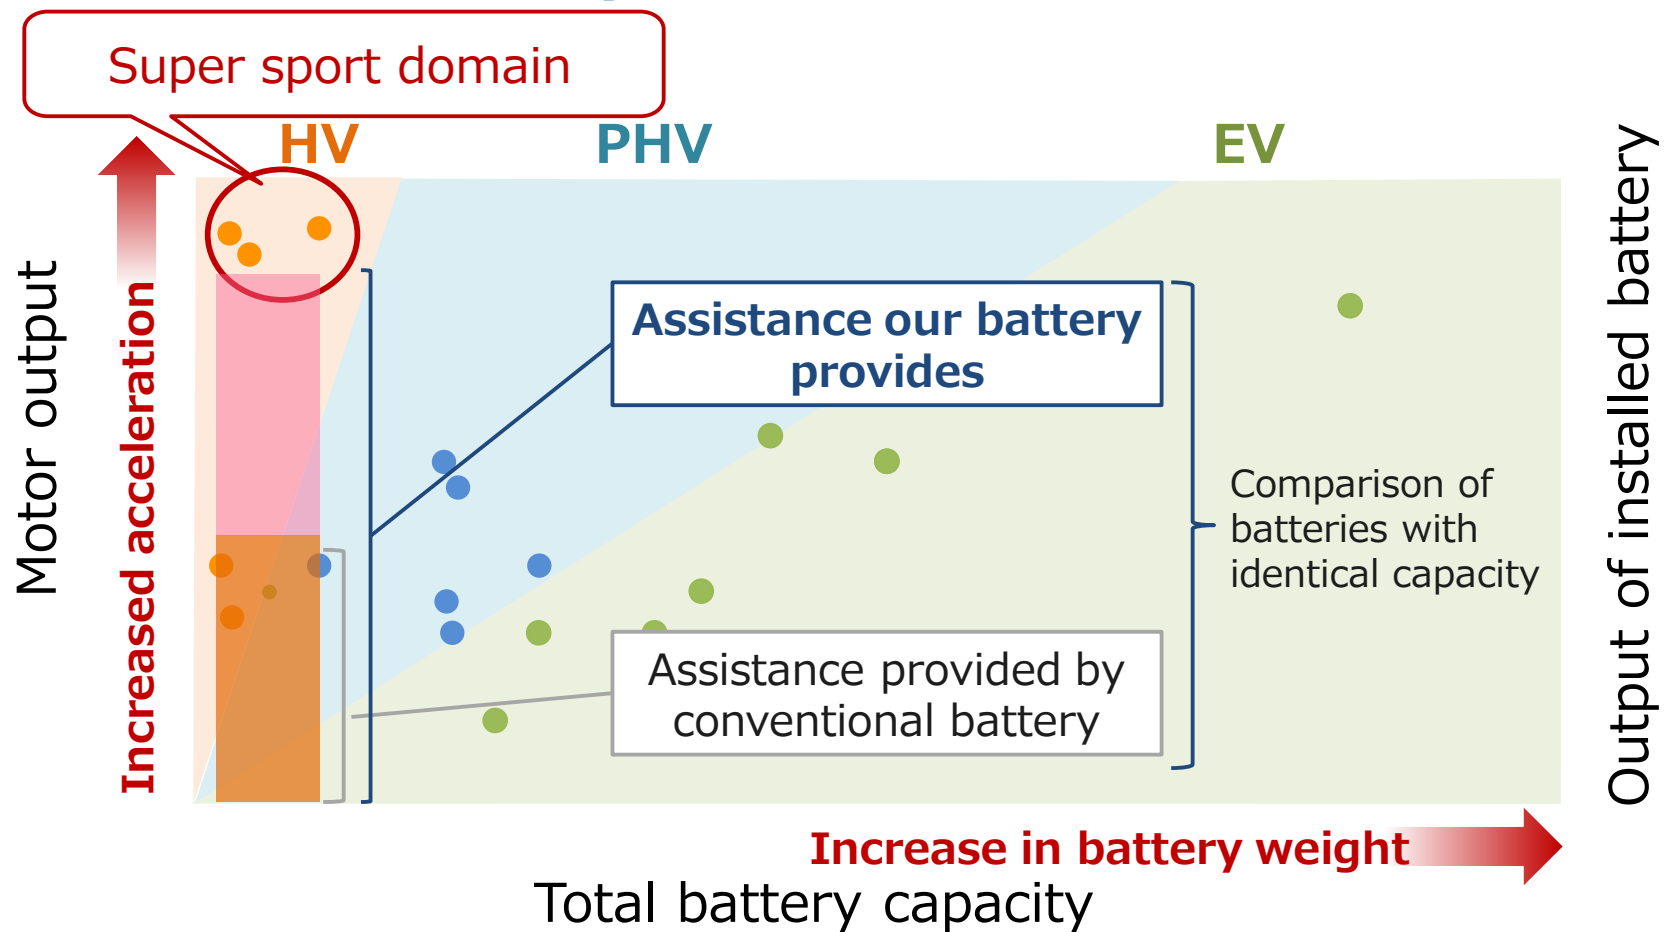 Super sport domain
HV
PHV
EV
Motor output
Increased acceleration
Assistance our battery
provides
Comparison of
batteries with
identical capacity
Assistance provided by
conventional battery
Output of installed battery
Increase in battery weight
Total battery capacity